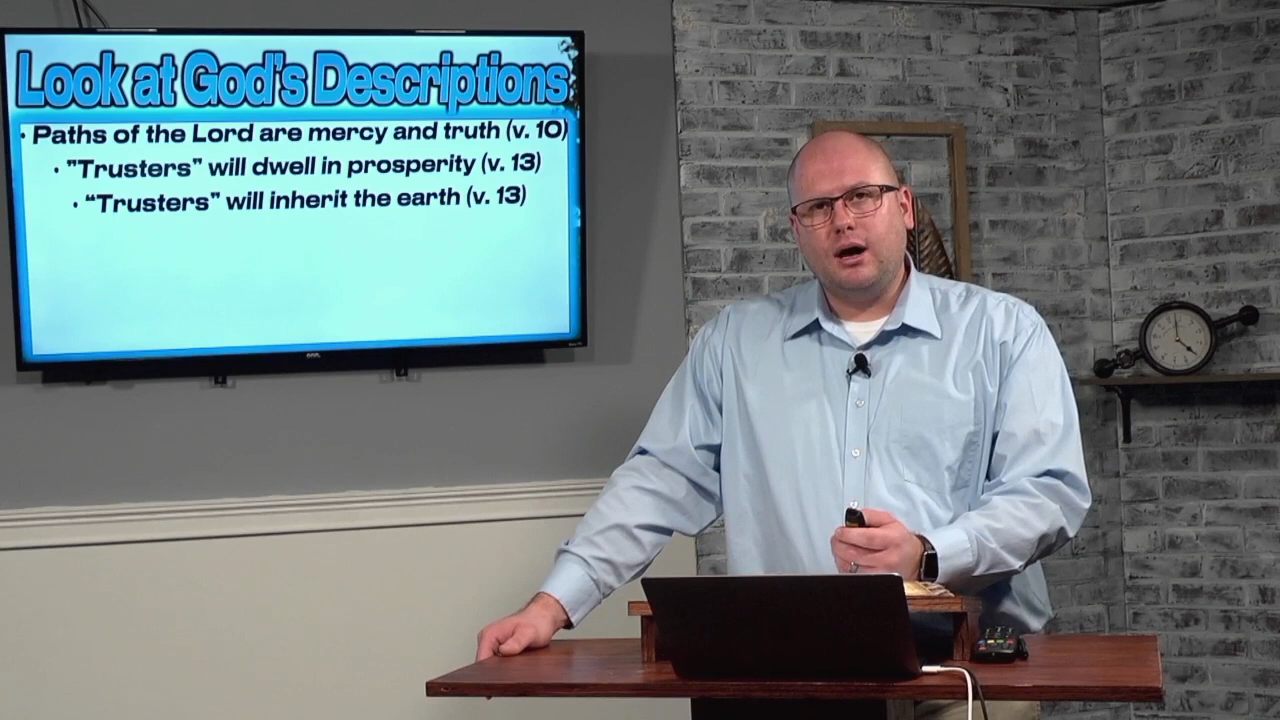 Look at God's Descriptions
• Paths of the Lord are mercy and truth (v. 10)
• "Trusters" will dwell in prosperity (v. 13)
• “Trusters” will inherit the earth (v. 13)